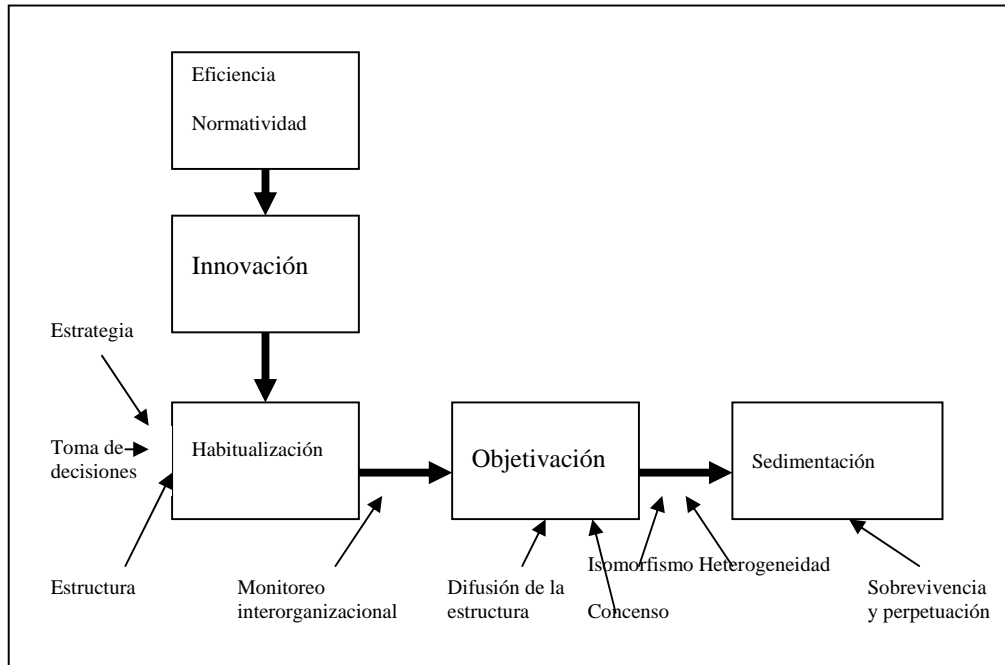 Eficiencia
Normatividad
Innovación
Estrategia
Toma de
decisiones
Habitualización
Objetivación
Sedimentación
Isomorfismo Heterogeneidad
Estructura
Monitoreo
interorganizacional
Difusión de la
estructura
Concenso
Sobrevivencia
y perpetuación